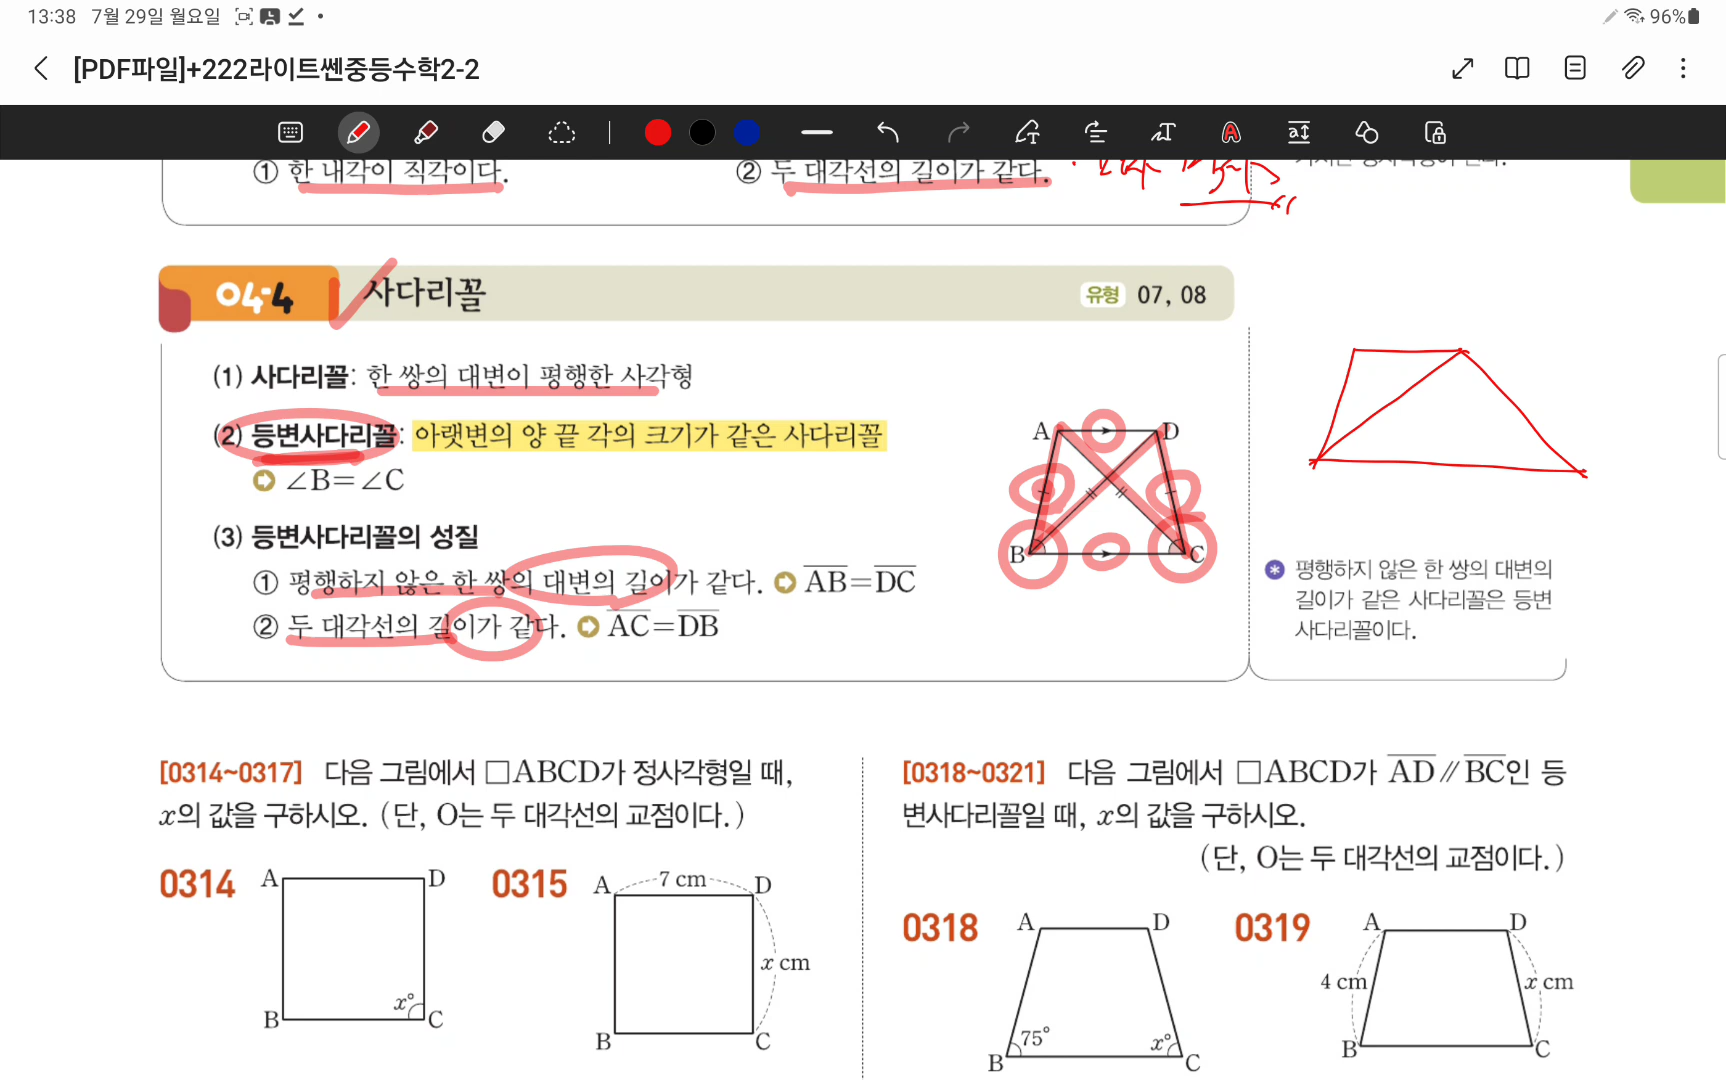 13:38 7월 29일 월요일
96%
[PDF파일]+222라이트쎈중등수학2-2
① 한 내각이 직각이다.
② 두 대각선의 길이가 같다.
04-4 사다리꼴
유형 07, 08
(1) 사다리꼴: 한 쌍의 대변이 평행한 사각형
(2) 등변사다리꼴: 아랫변의 양 끝 각의 크기가 같은 사다리꼴
➡ ∠B=∠C
(3) 등변사다리꼴의 성질
① 평행하지 않은 한 쌍의 대변의 길이가 같다. ➡ A̅B̅=D̅C̅
② 두 대각선의 길이가 같다. ➡ A̅C̅=D̅B̅
A D
B C
* 평행하지 않은 한 쌍의 대변의
길이가 같은 사다리꼴은 등변
사다리꼴이다.
[0314~0317] 다음 그림에서 □ABCD가 정사각형일 때,
x의 값을 구하시오. (단, O는 두 대각선의 교점이다.)
0314
A D
x°
B C
0315
A 7 cm D
x cm
B C
[0318~0321] 다음 그림에서 □ABCD가 A̅D̅∥B̅C̅인 등
변사다리꼴일 때, x의 값을 구하시오.
(단, O는 두 대각선의 교점이다.)
0318
A D
75° x°
B C
0319
A D
4 cm x cm
B C